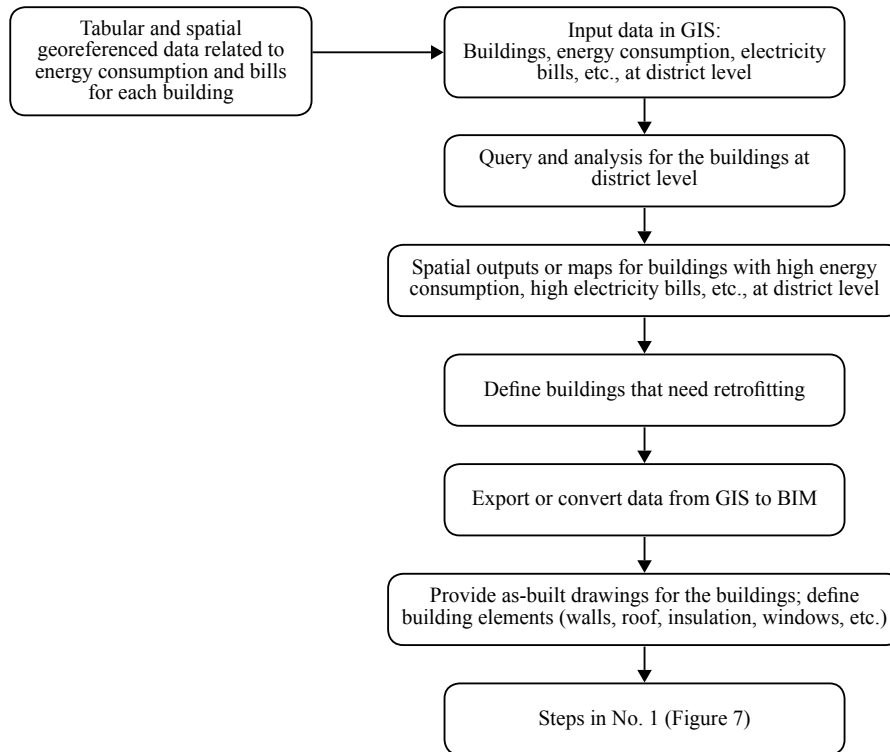 Tabular and spatial
georeferenced data related to
energy consumption and bills
for each building
Input data in GIS:
Buildings, energy consumption, electricity
bills, etc., at district level
Query and analysis for the buildings at
district level
Spatial outputs or maps for buildings with high energy
consumption, high electricity bills, etc., at district level
Define buildings that need retrofitting
Export or convert data from GIS to BIM
Provide as-built drawings for the buildings; define
building elements (walls, roof, insulation, windows, etc.)
Steps in No. 1 (Figure 7)